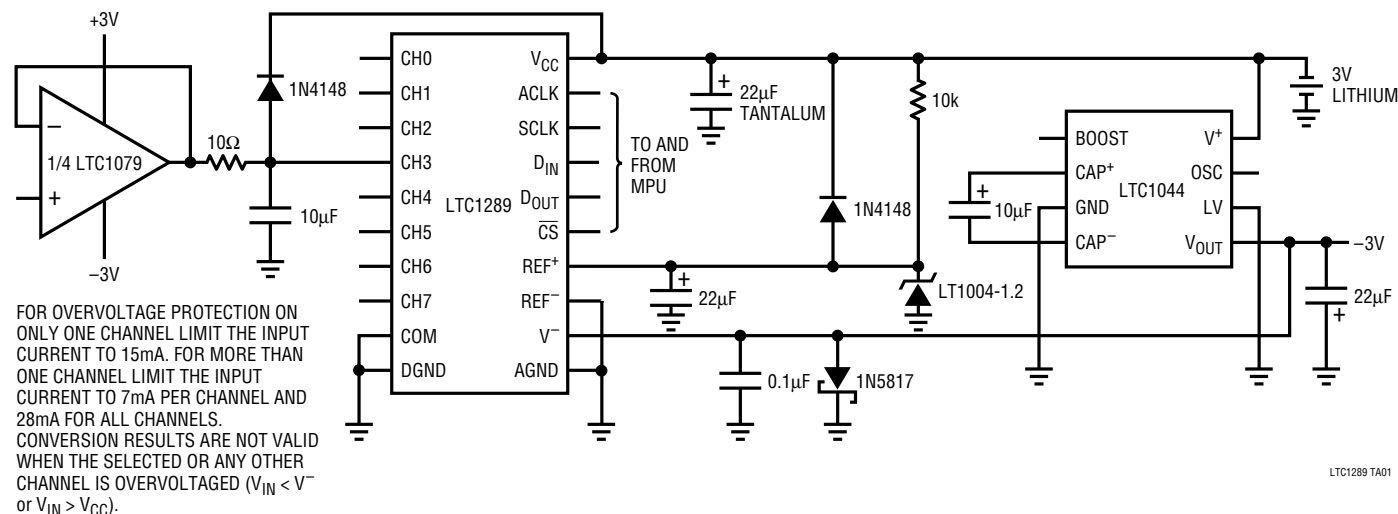 +3V
−
1/4 LTC1079
+
−3V
10Ω
1N4148
10µF
CH0
CH1
CH2
CH3
CH4
CH5
CH6
CH7
COM
DGND
LTC1289
VCC
ACLK
SCLK
DIN
DOUT
CS
REF+
REF−
V−
AGND
+
22µF
TANTALUM
TO AND
FROM
MPU
+
22µF
1N4148
10k
LT1004-1.2
0.1µF
1N5817
+
10µF
BOOST
CAP+
GND
CAP−
LTC1044
V+
OSC
LV
VOUT
3V
LITHIUM
−3V
22µF
+
FOR OVERVOLTAGE PROTECTION ON
ONLY ONE CHANNEL LIMIT THE INPUT
CURRENT TO 15mA. FOR MORE THAN
ONE CHANNEL LIMIT THE INPUT
CURRENT TO 7mA PER CHANNEL AND
28mA FOR ALL CHANNELS.
CONVERSION RESULTS ARE NOT VALID
WHEN THE SELECTED OR ANY OTHER
CHANNEL IS OVERVOLTAGED (VIN < V−
or VIN > VCC).
LTC1289 TA01